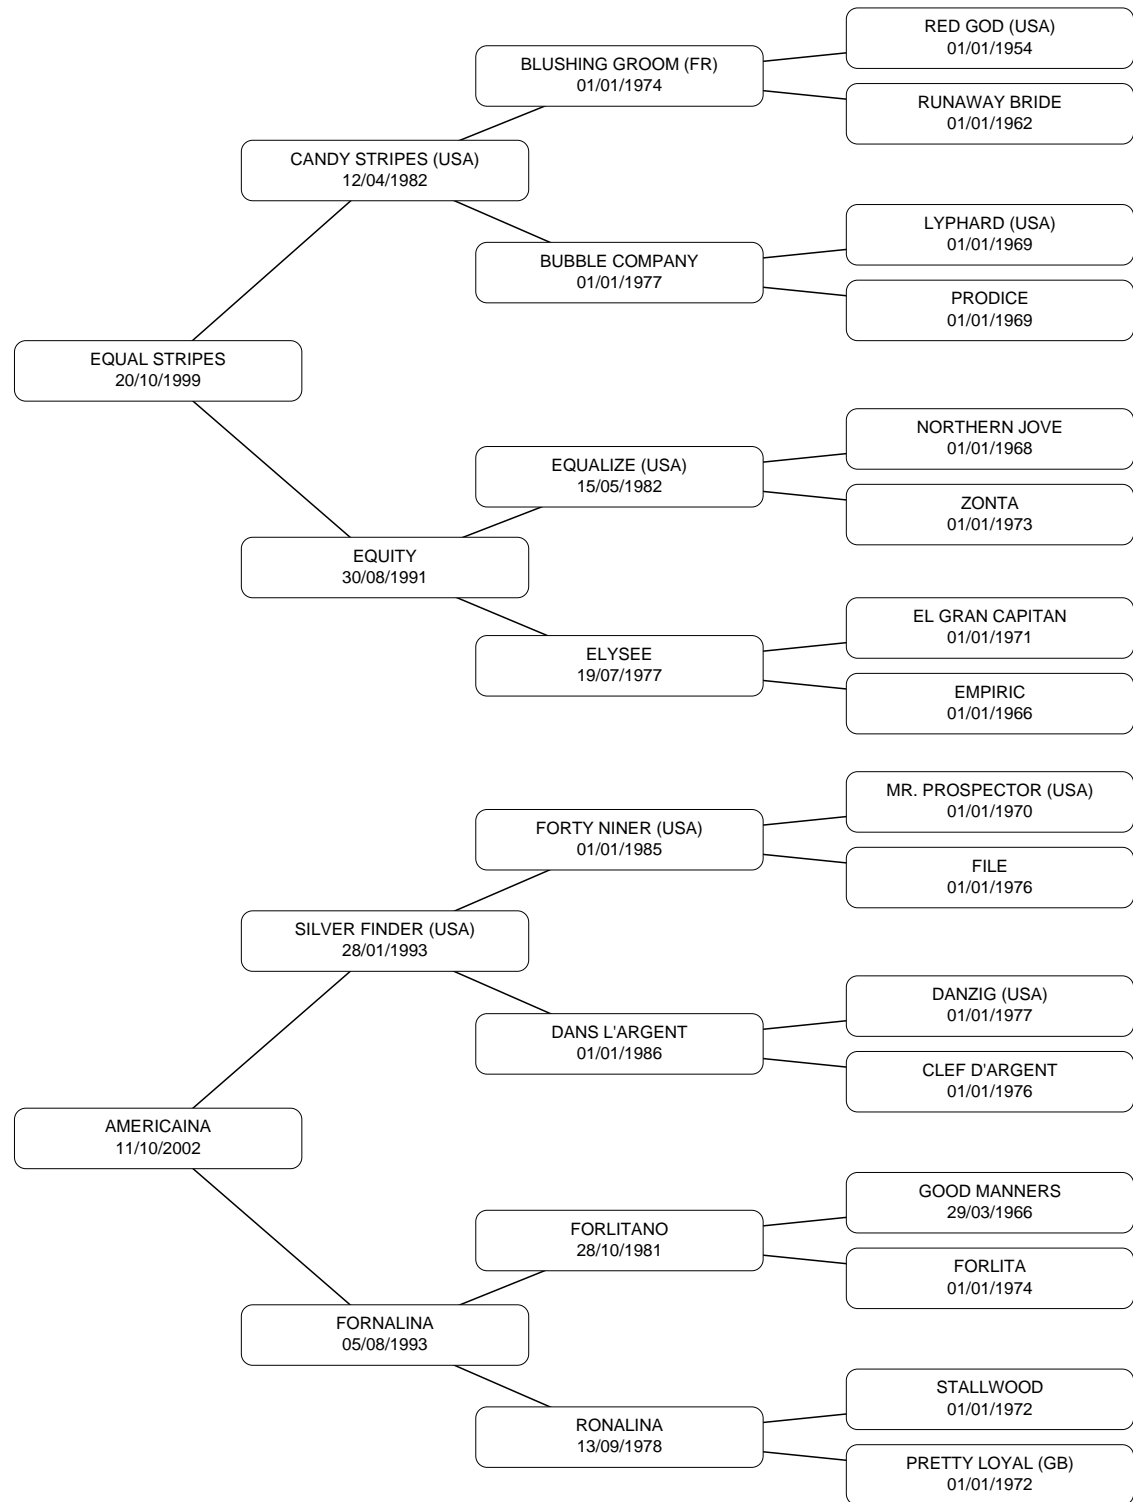 RED GOD (USA)
01/01/1954
BLUSHING GROOM (FR)
01/01/1974
RUNAWAY BRIDE
01/01/1962
CANDY STRIPES (USA)
12/04/1982
LYPHARD (USA)
01/01/1969
BUBBLE COMPANY
01/01/1977
PRODICE
01/01/1969
EQUAL STRIPES
20/10/1999
NORTHERN JOVE
01/01/1968
EQUALIZE (USA)
15/05/1982
ZONTA
01/01/1973
EQUITY
30/08/1991
EL GRAN CAPITAN
01/01/1971
ELYSEE
19/07/1977
EMPIRIC
01/01/1966
MR. PROSPECTOR (USA)
01/01/1970
FORTY NINER (USA)
01/01/1985
FILE
01/01/1976
SILVER FINDER (USA)
28/01/1993
DANZIG (USA)
01/01/1977
DANS L'ARGENT
01/01/1986
CLEF D'ARGENT
01/01/1976
AMERICAINA
11/10/2002
GOOD MANNERS
29/03/1966
FORLITANO
28/10/1981
FORLITA
01/01/1974
FORNALINA
05/08/1993
STALLWOOD
01/01/1972
RONALINA
13/09/1978
PRETTY LOYAL (GB)
01/01/1972